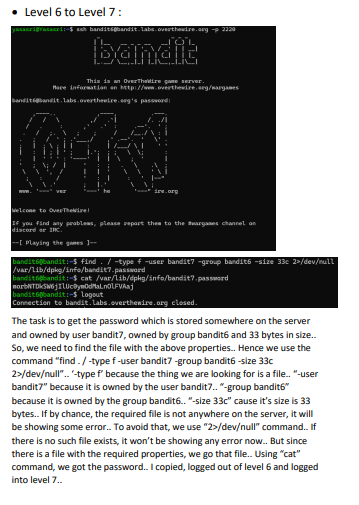 • Level 6 to Level 7 :
yasasri@Yasasri:~$ ssh bandit6@bandit.labs.overthewire.org -p 2220
This is an OverTheWire game server.
More information on http://www.overthewire.org/wargames
bandit6@bandit.labs.overthewire.org's password:
www. ver he ire.org
Welcome to OverTheWire!
If you find any problems, please report them to the #wargames channel on
discord or IRC.
--[ Playing the games ]--
bandit6@bandit:~$ find . / -type f -user bandit7 -group bandit6 -size 33c 2>/dev/null
/var/lib/dpkg/info/bandit7.password
bandit6@bandit:~$ cat /var/lib/dpkg/info/bandit7.password
morbNTDkSW6jIlUc0ymOdMaLnOlFVAaj
bandit6@bandit:~$ logout
Connection to bandit.labs.overthewire.org closed.
The task is to get the password which is stored somewhere on the server
and owned by user bandit7, owned by group bandit6 and 33 bytes in size..
So, we need to find the file with the above properties.. Hence we use the
command "find . / -type f -user bandit7 -group bandit6 -size 33c
2>/dev/null".. '-type f' because the thing we are looking for is a file.. "-user
bandit7" because it is owned by the user bandit7.. "-group bandit6"
because it is owned by the group bandit6.. "-size 33c" cause it's size is 33
bytes.. If by chance, the required file is not anywhere on the server, it will
be showing some error.. To avoid that, we use "2>/dev/null" command.. If
there is no such file exists, it won't be showing any error now.. But since
there is a file with the required properties, we go that file.. Using "cat"
command, we got the password.. I copied, logged out of level 6 and logged
into level 7..